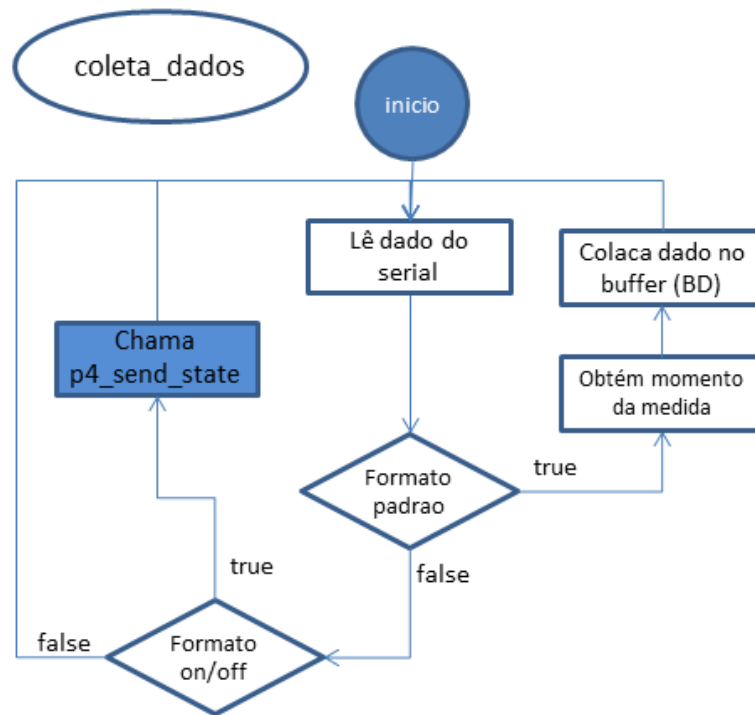 coleta_dados
inicio
Lê dado do
serial
Colaca dado no
buffer (BD)
Chama
p4_send_state
Obtém momento
da medida
Formato
padrao
true
false
true
false
Formato
on/off